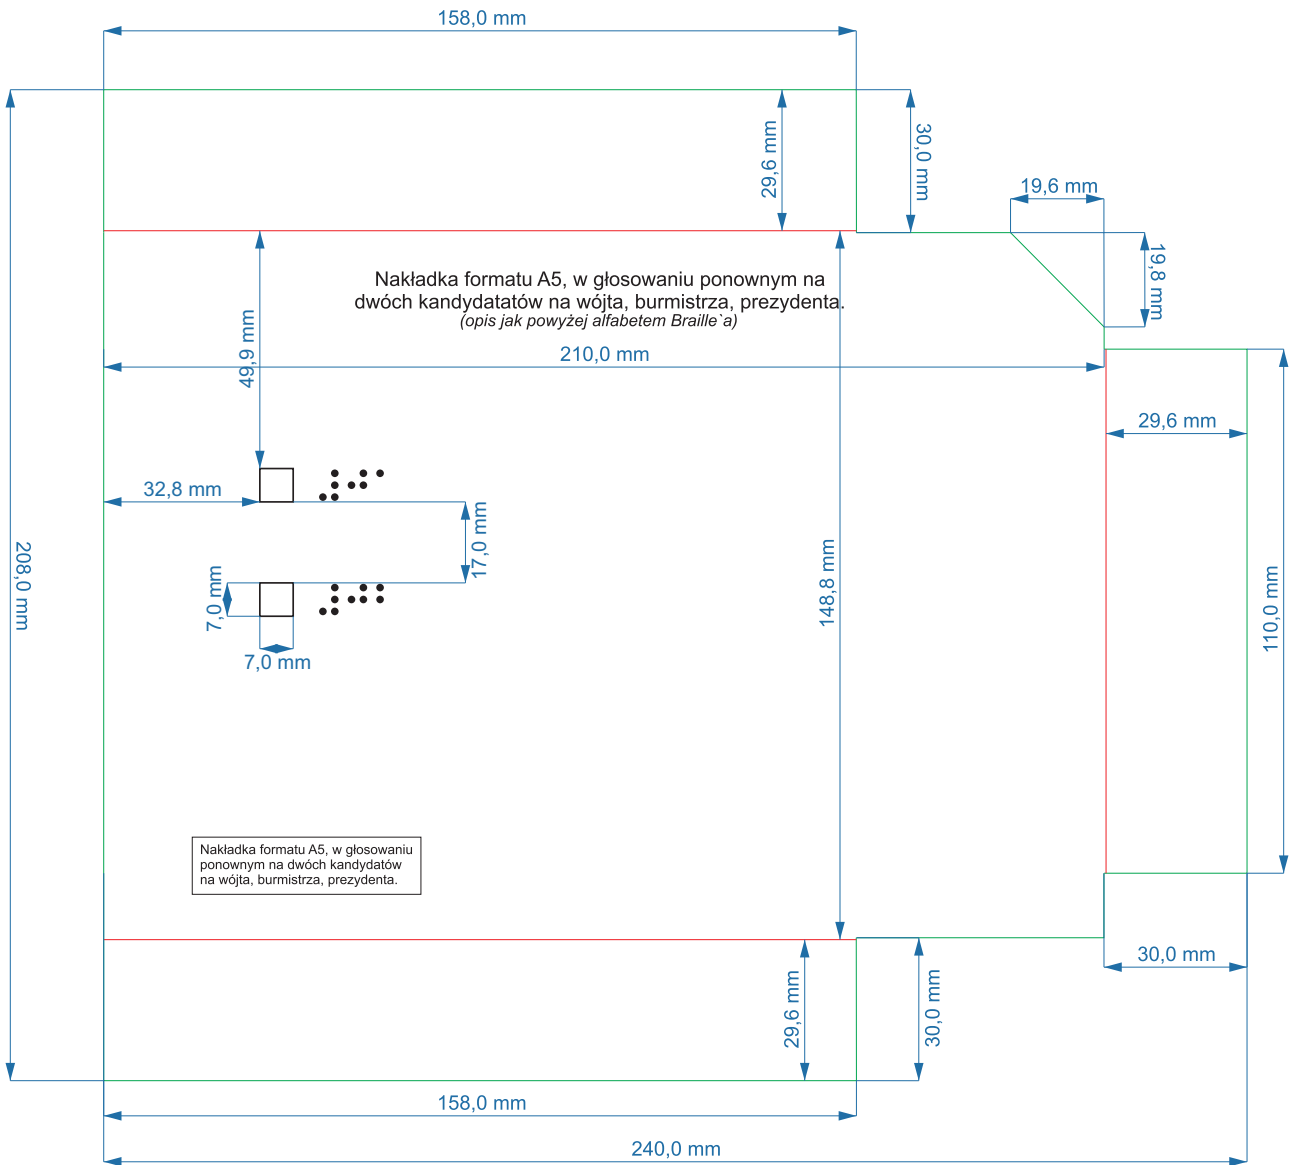 158,0 mm
29,6 mm
30,0 mm
19,6 mm
19,8 mm
Nakładka formatu A5, w głosowaniu ponownym na
dwóch kandydatatów na wójta, burmistrza, prezydenta.
(opis jak powyżej alfabetem Braille`a)
49,9 mm
210,0 mm
29,6 mm
32,8 mm
17,0 mm
208,0 mm
7,0 mm
148,8 mm
110,0 mm
7,0 mm
Nakładka formatu A5, w głosowaniu
ponownym na dwóch kandydatów
na wójta, burmistrza, prezydenta.
30,0 mm
29,6 mm
30,0 mm
158,0 mm
240,0 mm